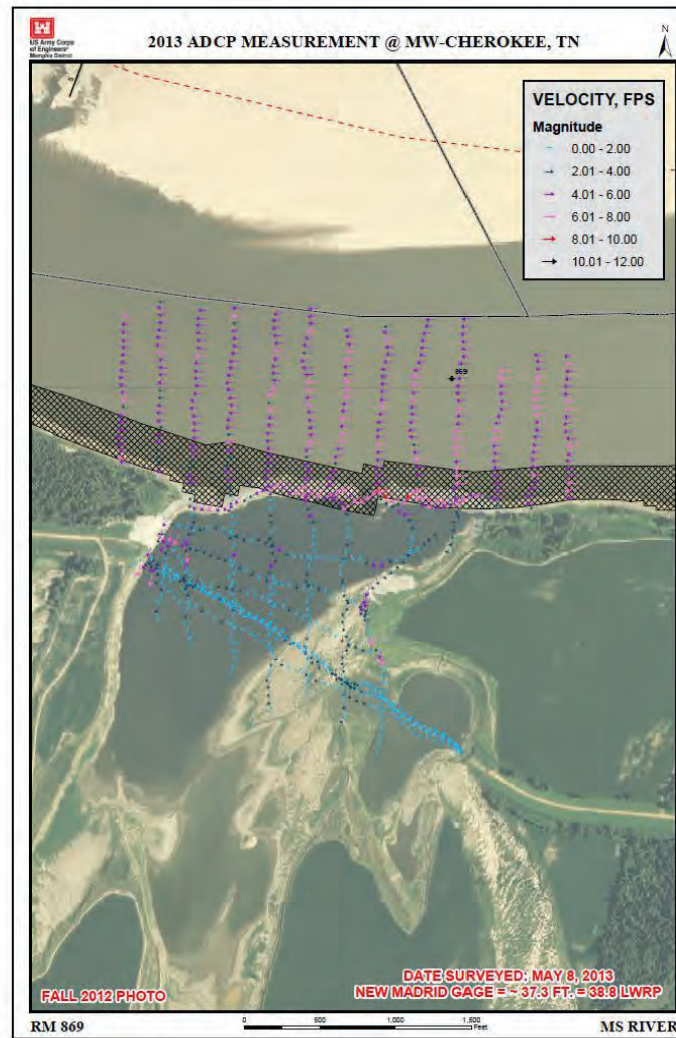 US Army Corps
of Engineers®
Memphis District
2013 ADCP MEASUREMENT @ MW-CHEROKEE, TN
N
VELOCITY, FPS
Magnitude
0.00 - 2.00
2.01 - 4.00
4.01 - 6.00
6.01 - 8.00
8.01 - 10.00
10.01 - 12.00
869
FALL 2012 PHOTO
DATE SURVEYED: MAY 8, 2013
NEW MADRID GAGE = ~ 37.3 FT. = 38.8 LWRP
RM 869
0 500 1,000 1,500
Feet
MS RIVER